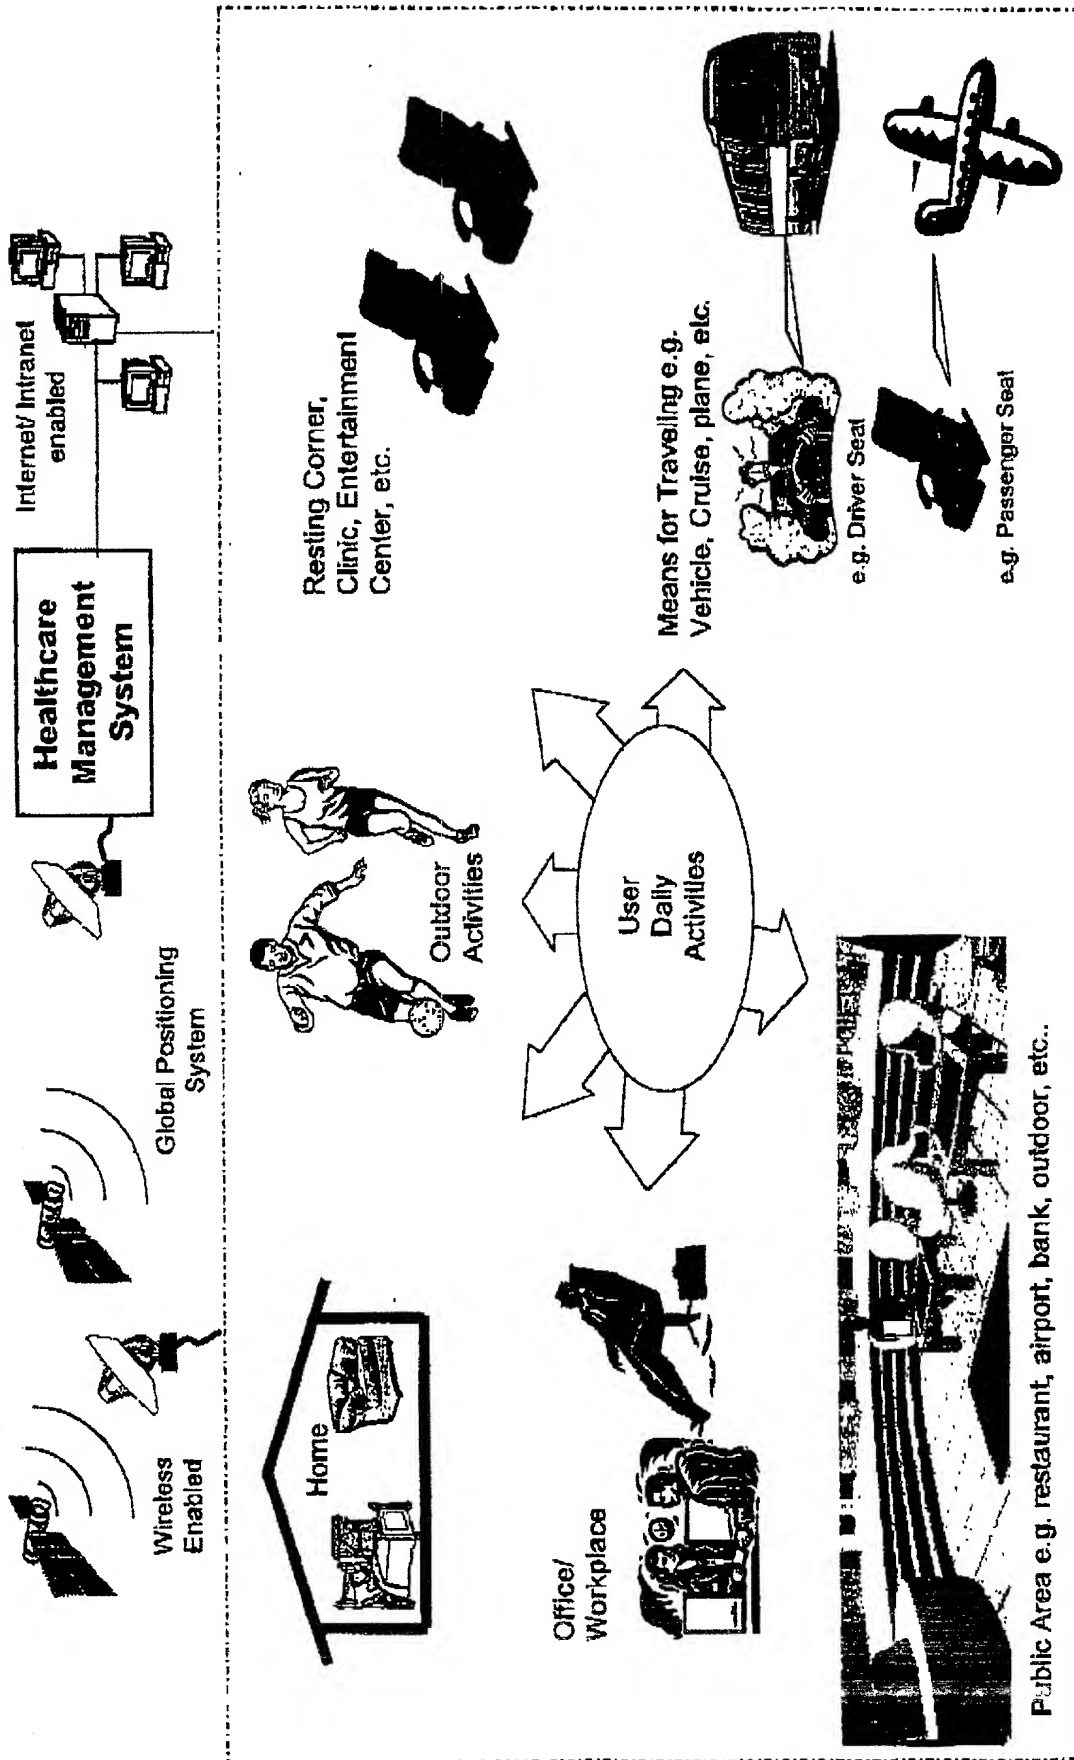 Wireless
Enabled
Global Positioning
System
Healthcare
Management
System
Internet/ Intranet
enabled
Home
Outdoor
Activities
Resting Corner,
Clinic, Entertainment
Center, etc.
Office/
Workplace
User
Daily
Activities
Means for Traveling e.g.
Vehicle, Cruise, plane, etc.
e.g. Driver Seat
e.g. Passenger Seat
Public Area e.g. restaurant, airport, bank, outdoor, etc..